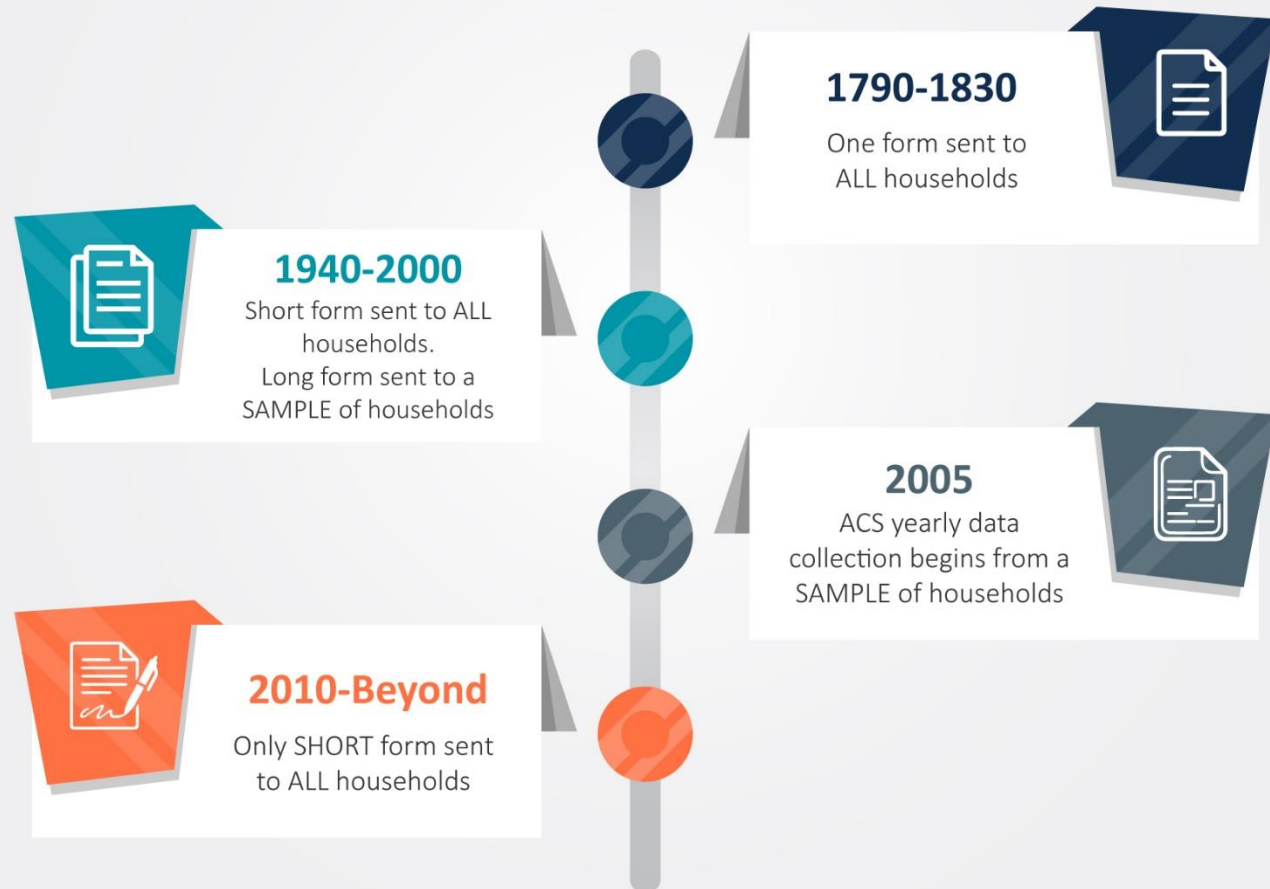 1790-1830
One form sent to
ALL households
1940-2000
Short form sent to ALL
households.
Long form sent to a
SAMPLE of households
2005
ACS yearly data
collection begins from a
SAMPLE of households
2010-Beyond
Only SHORT form sent
to ALL households